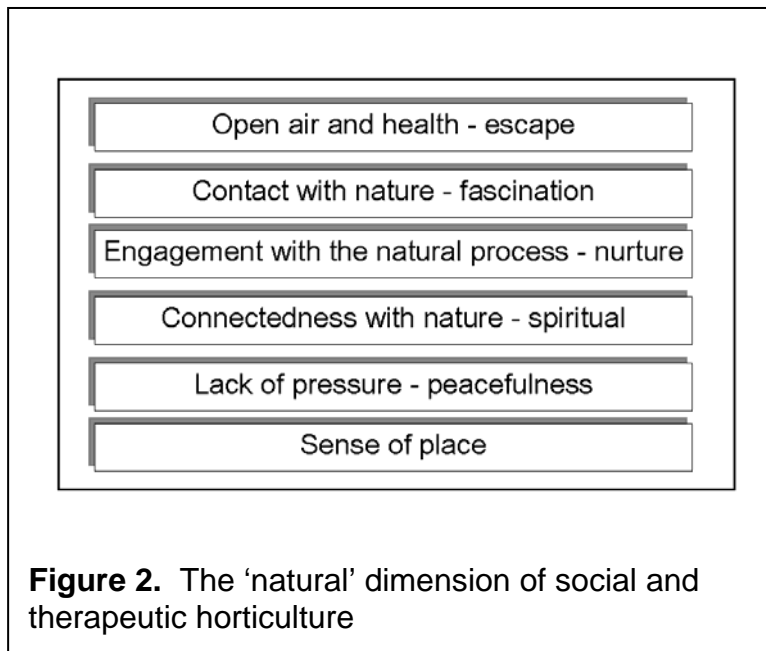 Open air and health - escape
Contact with nature - fascination
Engagement with the natural process - nurture
Connectedness with nature - spiritual
Lack of pressure - peacefulness
Sense of place
Figure 2. The ‘natural’ dimension of social and
therapeutic horticulture